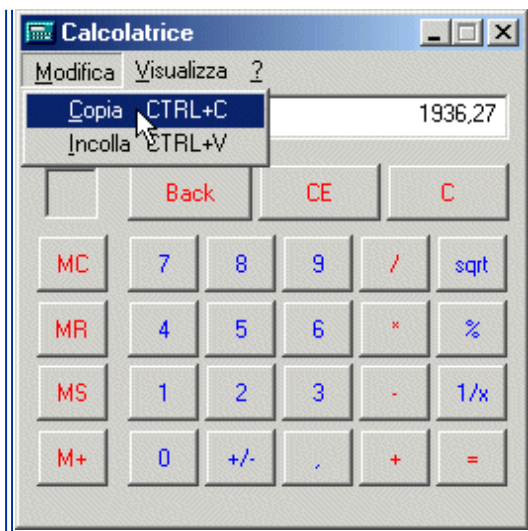 Calcolatrice
Modifica Visualizza ?
Copia CTRL+C
1936,27
Incolla CTRL+V
Back CE C
MC 7 8 9 / sqrt
MR 4 5 6 * %
MS 1 2 3 - 1/x
M+ 0 +/- , + =